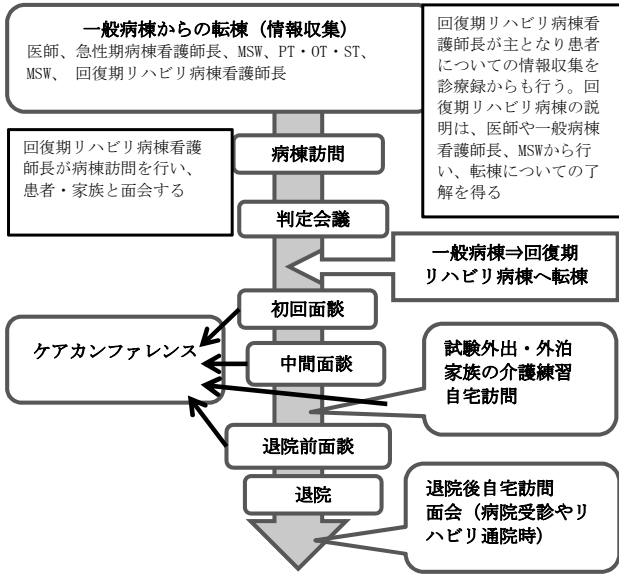 一般病棟からの転棟（情報収集）
医師、急性期病棟看護師長、MSW、PT・OT・ST、
MSW、 回復期リハビリ病棟看護師長
回復期リハビリ病棟看
護師長が主となり患者
についての情報収集を
診療録からも行う。回
復期リハビリ病棟の説
明は、医師や一般病棟
看護師長、MSWから行
い、転棟についての了
解を得る
回復期リハビリ病棟看護
師長が病棟訪問を行い、
患者・家族と面会する
病棟訪問
判定会議
一般病棟⇒回復期
リハビリ病棟へ転棟
初回面談
ケアカンファレンス
中間面談
試験外出・外泊
家族の介護練習
自宅訪問
退院前面談
退院
退院後自宅訪問
面会（病院受診やリ
ハビリ通院時）